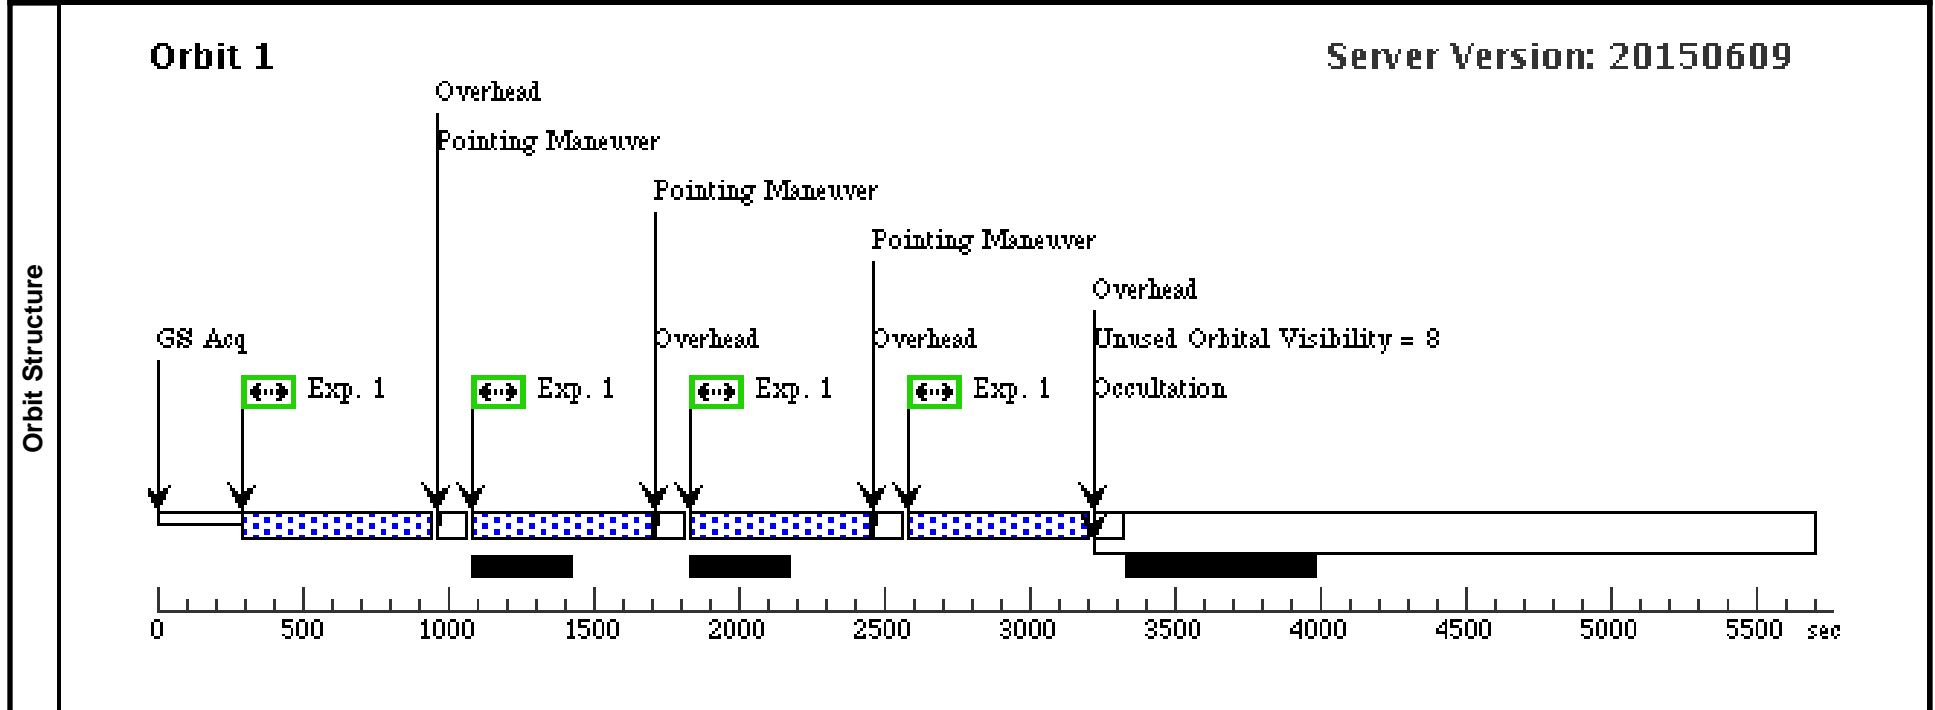 Orbit Structure
Orbit 1
Server Version: 20150609
Overhead
Pointing Maneuver
Pointing Maneuver
Pointing Maneuver
Overhead
GS Acq
Overhead
Overhead
Unused Orbital Visibility = 8
Exp. 1
Exp. 1
Exp. 1
Exp. 1
Occultation
0 500 1000 1500 2000 2500 3000 3500 4000 4500 5000 5500 sec